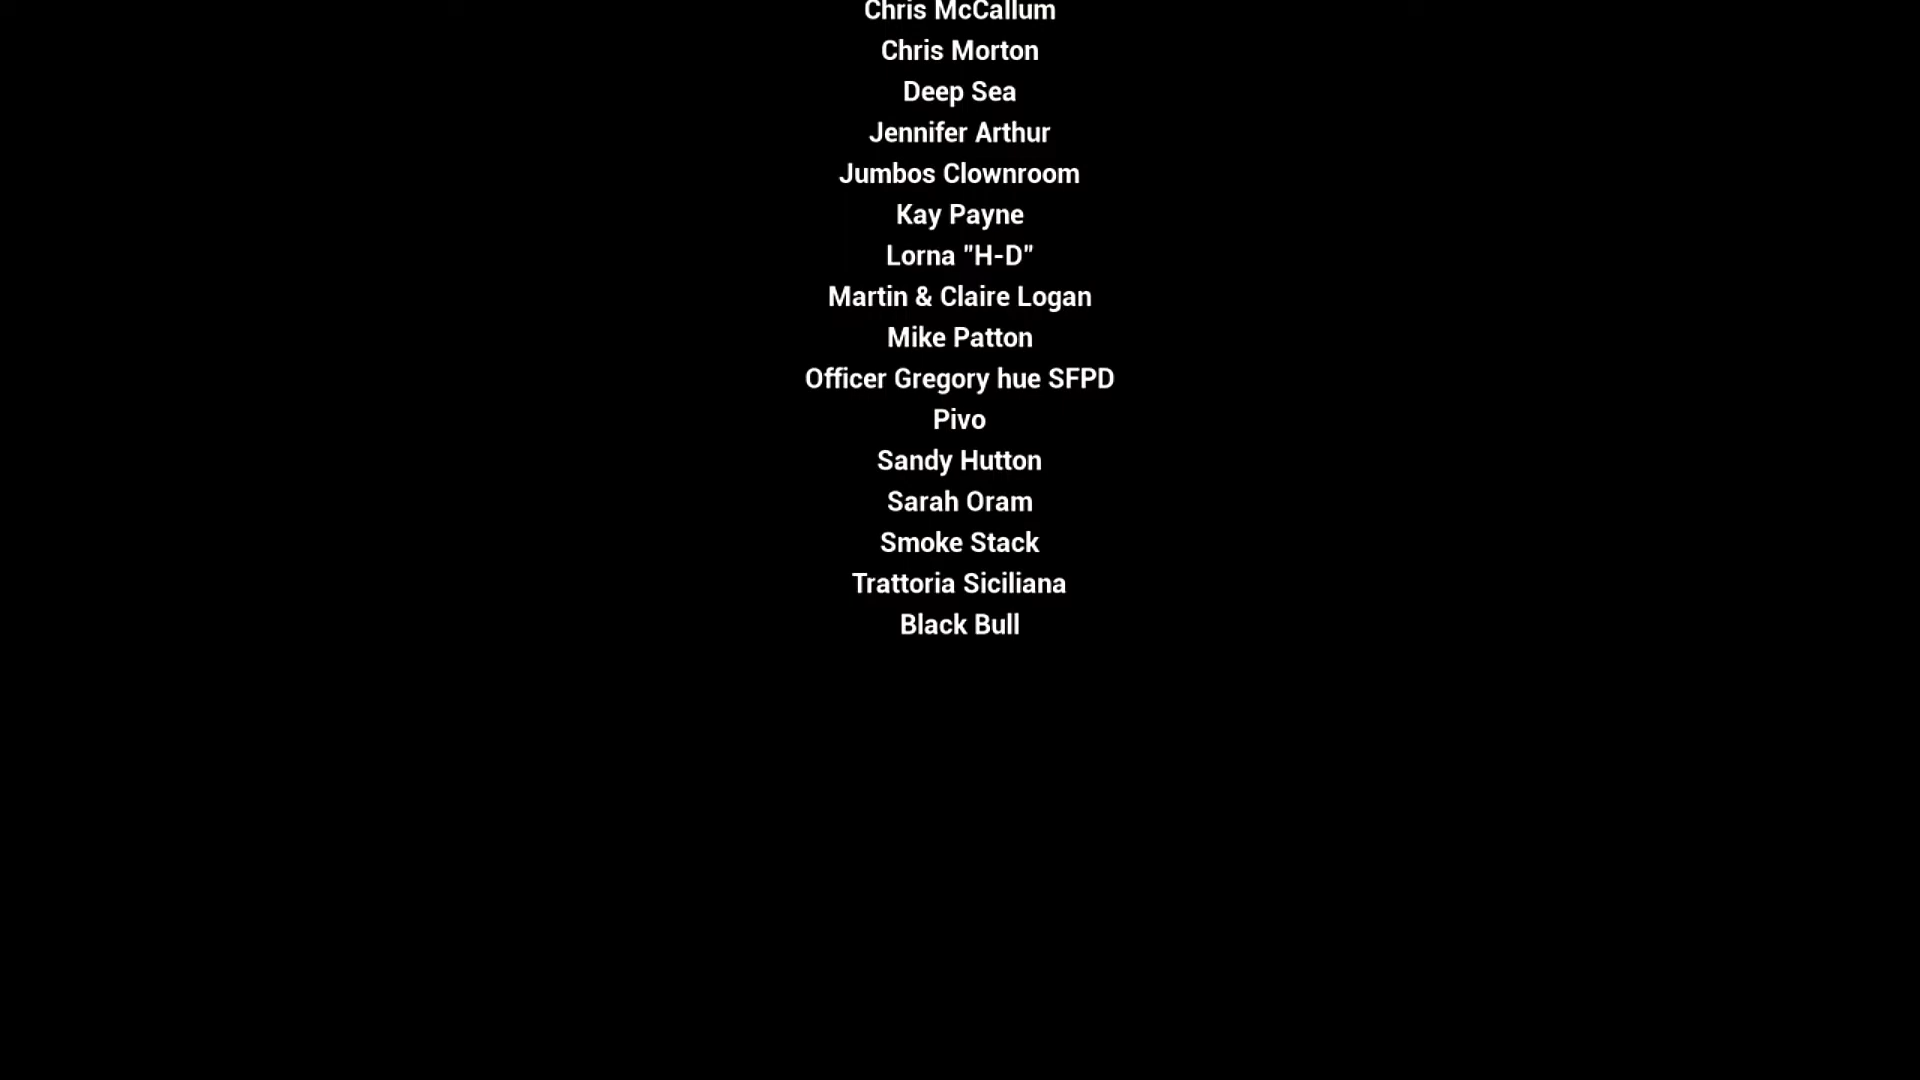 Chris McCallum
Chris Morton
Deep Sea
Jennifer Arthur
Jumbos Clownroom
Kay Payne
Lorna "H-D"
Martin & Claire Logan
Mike Patton
Officer Gregory hue SFPD
Pivo
Sandy Hutton
Sarah Oram
Smoke Stack
Trattoria Siciliana
Black Bull